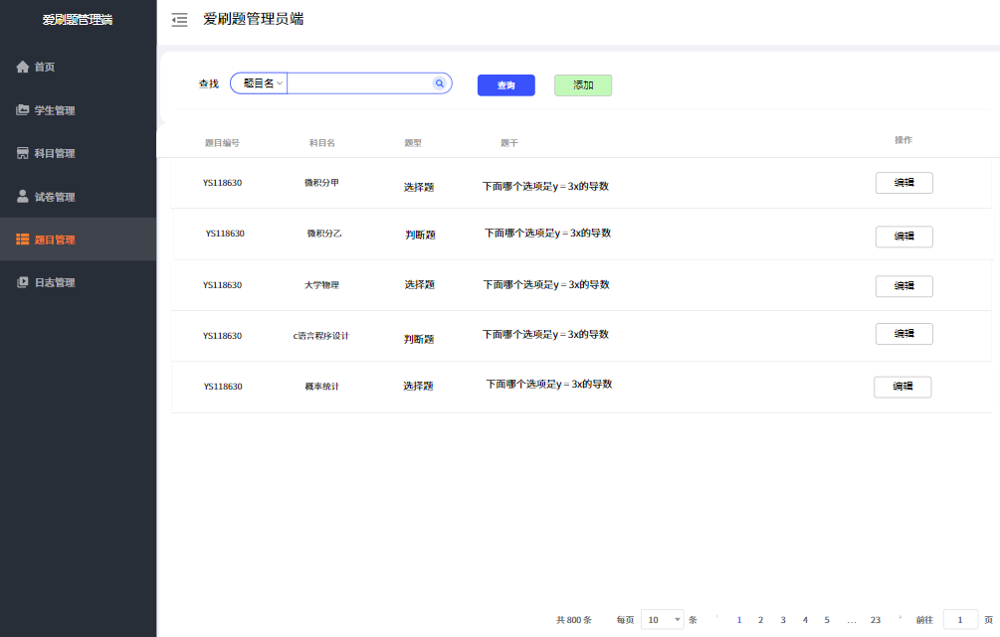 爱刷题管理端
爱刷题管理员端
首页
学生管理
科目管理
试卷管理
题目管理
日志管理
查找 题目名 查询 添加
题目编号 科目名 题型 题干 操作
YS118630 微积分甲 选择题 下面哪个选项是y = 3x的导数 编辑
YS118630 微积分乙 判断题 下面哪个选项是y = 3x的导数 编辑
YS118630 大学物理 选择题 下面哪个选项是y = 3x的导数 编辑
YS118630 c语言程序设计 判断题 下面哪个选项是y = 3x的导数 编辑
YS118630 概率统计 选择题 下面哪个选项是y = 3x的导数 编辑
共 800 条 每页 10 条 1 2 3 4 5 ... 23 前往 1 页